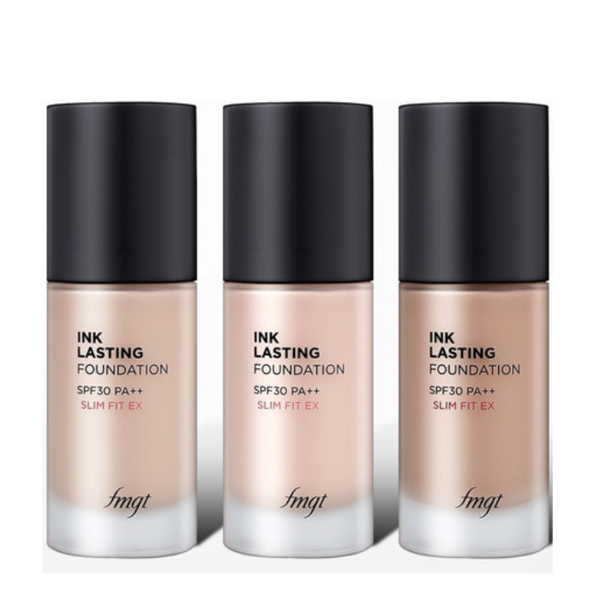 INK
LASTING
FOUNDATION
SPF30 PA++
SLIM FIT EX
fmgt
INK
LASTING
FOUNDATION
SPF30 PA++
SLIM FIT EX
fmgt
INK
LASTING
FOUNDATION
SPF30 PA++
SLIM FIT EX
fmgt